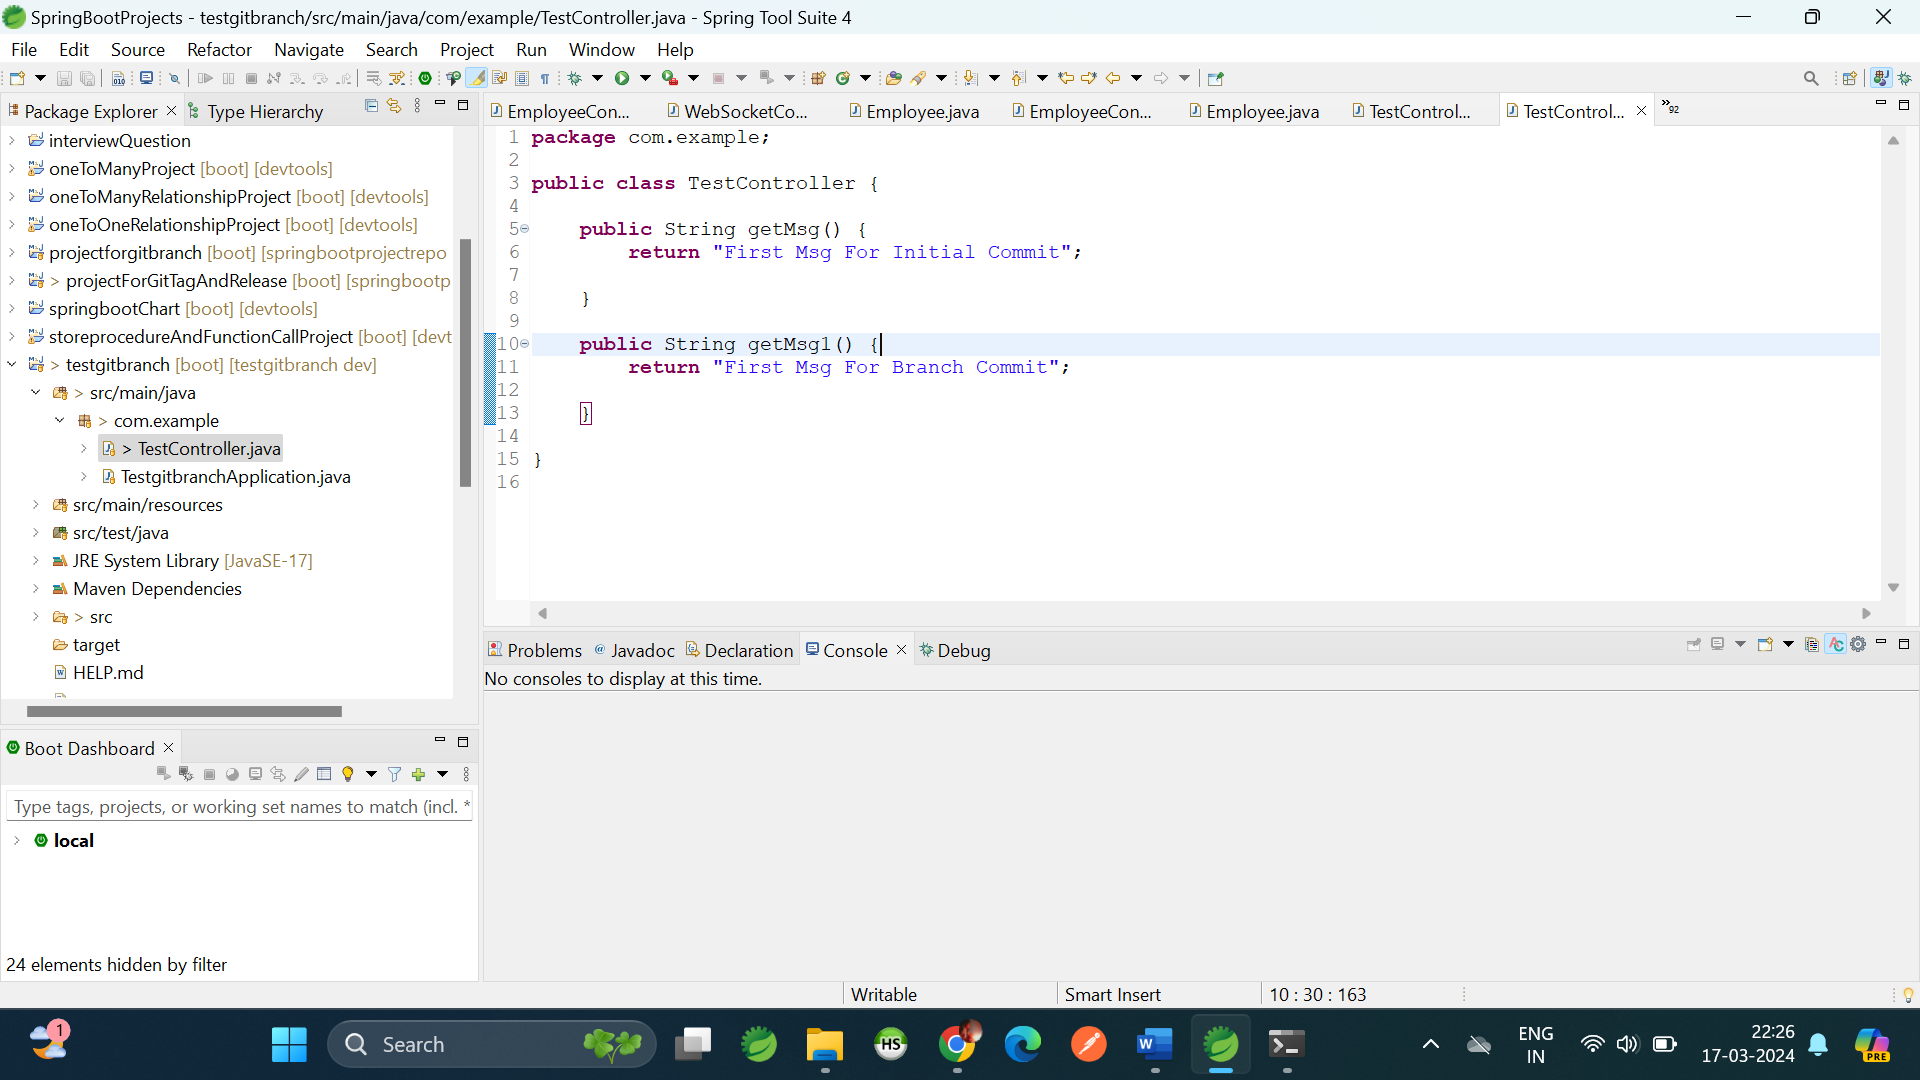 SpringBootProjects - testgitbranch/src/main/java/com/example/TestController.java - Spring Tool Suite 4
File Edit Source Refactor Navigate Search Project Run Window Help
Package Explorer
Type Hierarchy
interviewQuestion
oneToManyProject [boot] [devtools]
oneToManyRelationshipProject [boot] [devtools]
oneToOneRelationshipProject [boot] [devtools]
projectforgitbranch [boot] [springbootprojectrepo
> projectForGitTagAndRelease [boot] [springbootp
springbootChart [boot] [devtools]
storeprocedureAndFunctionCallProject [boot] [devt
> testgitbranch [boot] [testgitbranch dev]
> src/main/java
> com.example
> TestController.java
TestgitbranchApplication.java
src/main/resources
src/test/java
JRE System Library [JavaSE-17]
Maven Dependencies
> src
target
HELP.md
EmployeeCon... WebSocketCo... Employee.java EmployeeCon... Employee.java TestControl... TestControl... »92
1 package com.example;
2
3 public class TestController {
4
5 public String getMsg() {
6 return "First Msg For Initial Commit";
7
8 }
9
10 public String getMsg1() {
11 return "First Msg For Branch Commit";
12
13 }
14
15 }
16
Problems @ Javadoc Declaration Console Debug
No consoles to display at this time.
Boot Dashboard
Type tags, projects, or working set names to match (incl. *
local
24 elements hidden by filter
Writable Smart Insert 10 : 30 : 163
1
Search
HS
W
ENG
IN
22:26
17-03-2024
PRE